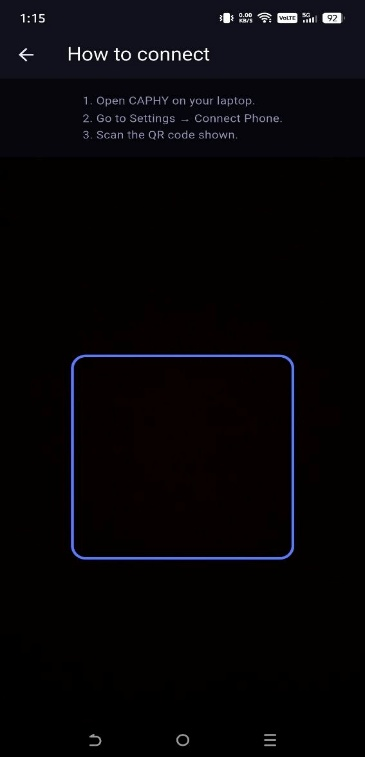 1:15
0.00
KB/S
VoLTE
5G
92
How to connect
1. Open CAPHY on your laptop.
2. Go to Settings → Connect Phone.
3. Scan the QR code shown.